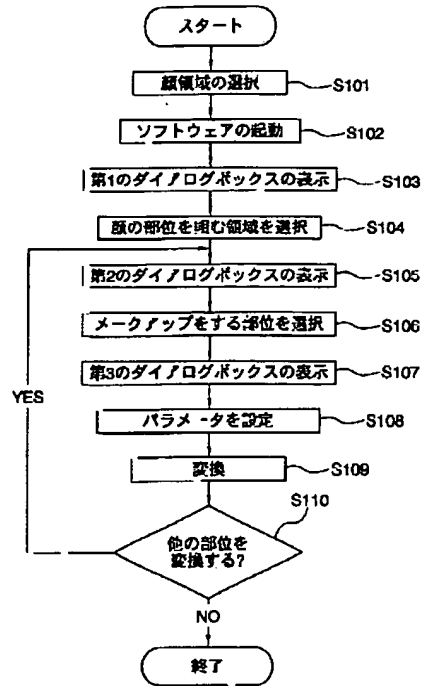 スタート
顔領域の選択
S101
ソフトウェアの起動
S102
第1のダイアログボックスの表示
S103
顔の部位を囲む領域を選択
S104
第2のダイアログボックスの表示
S105
メークアップをする部位を選択
S106
第3のダイアログボックスの表示
S107
パラメータを設定
S108
変換
S109
S110
他の部位を
変換する?
YES
NO
終了